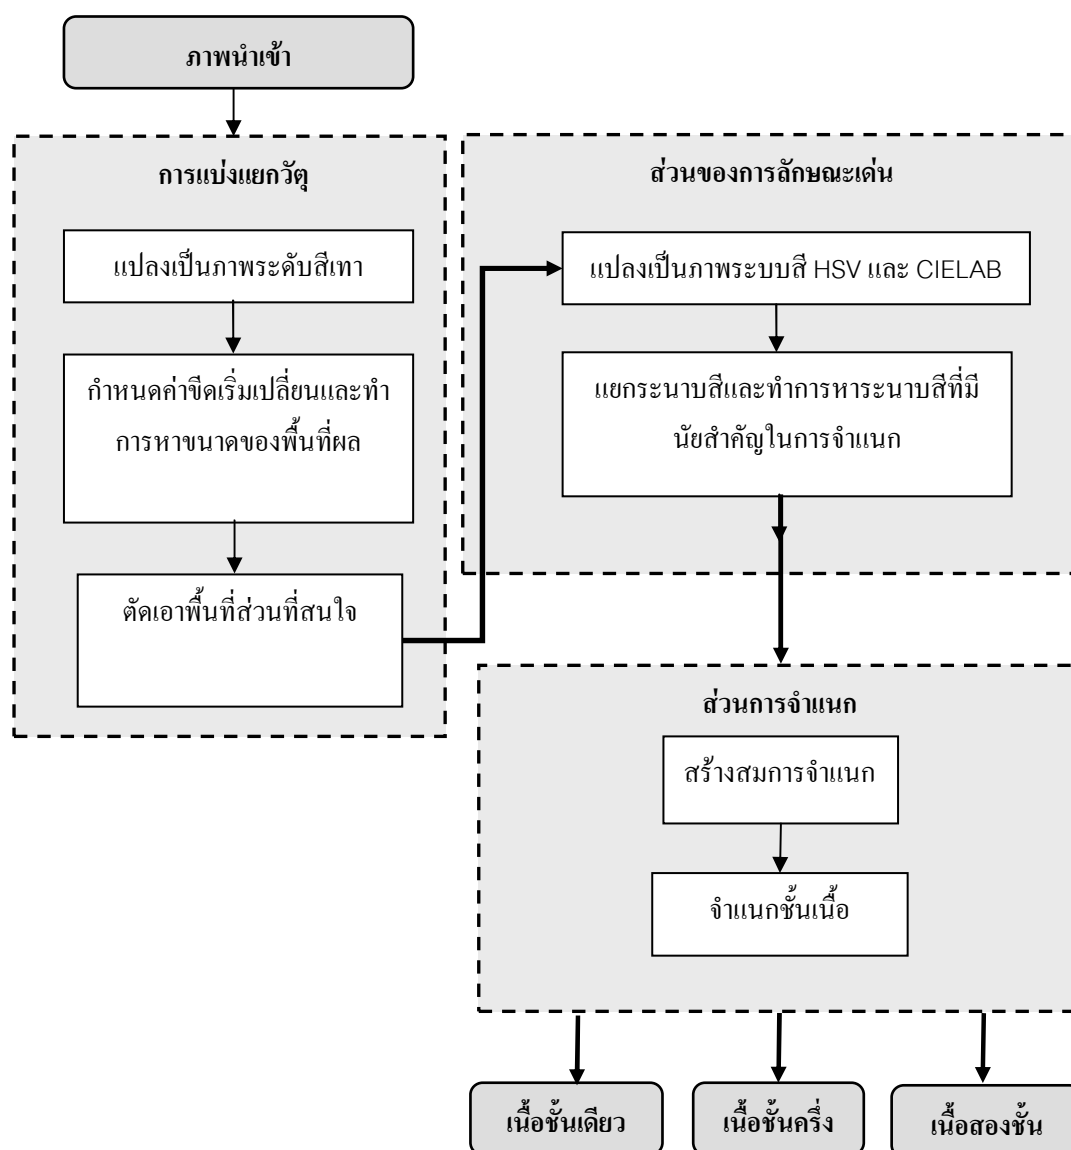 ภาพนำเข้า
การแบ่งแยกวัตุ
แปลงเป็นภาพระดับสีเทา
กำหนดค่าขีดเริ่มเปลี่ยนและทำ
การหาขนาดของพื้นที่ผล
ตัดเอาพื้นที่ส่วนที่สนใจ
ส่วนของการลักษณะเด่น
แปลงเป็นภาพระบบสี HSV และ CIELAB
แยกระนาบสีและทำการหาระนาบสีที่มี
นัยสำคัญในการจำแนก
ส่วนการจำแนก
สร้างสมการจำแนก
จำแนกชั้นเนื้อ
เนื้อชั้นเดียว
เนื้อชั้นครึ่ง
เนื้อสองชั้น